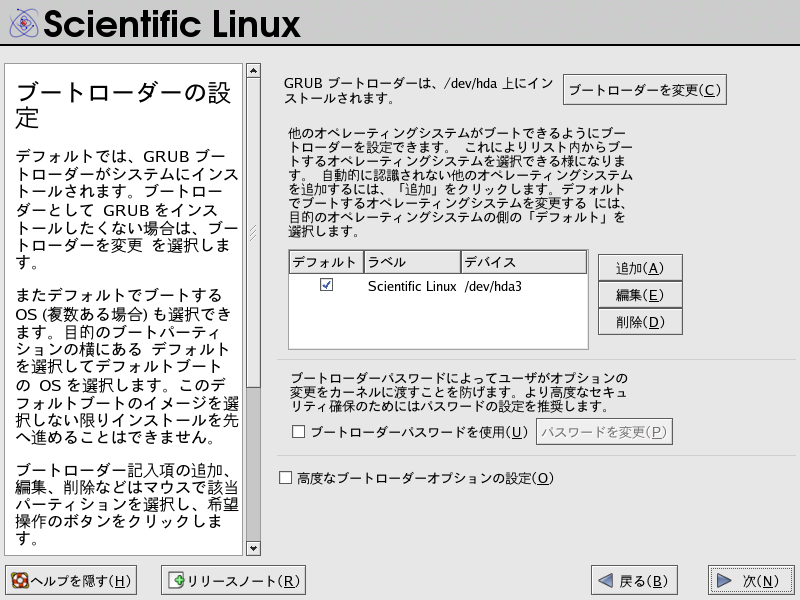 Scientific Linux
ブートローダーの設
定
デフォルトでは、GRUB ブー
トローダーがシステムにインス
トールされます。ブートロー
ダーとして GRUB をインス
トールしたくない場合は、ブー
トローダーを変更 を選択しま
す。
またデフォルトでブートする
OS (複数ある場合) も選択でき
ます。目的のブートパーティ
ションの横にある デフォルト
を選択してデフォルトブート
の OS を選択します。このデ
フォルトブートのイメージを選
択しない限りインストールを先
へ進めることはできません。
ブートローダー記入項の追加、
編集、削除などはマウスで該当
パーティションを選択し、希望
操作のボタンをクリックしま
す。
GRUB ブートローダーは、/dev/hda 上にイン
ストールされます。
ブートローダーを変更(C)
他のオペレーティングシステムがブートできるようにブー
トローダーを設定できます。 これによりリスト内からブー
トするオペレーティングシステムを選択できる様になりま
す。 自動的に認識されない他のオペレーティングシステム
を追加するには、「追加」をクリックします。デフォルト
でブートするオペレーティングシステムを変更する には、
目的のオペレーティングシステムの側の「デフォルト」を
選択します。
デフォルト ラベル デバイス
Scientific Linux /dev/hda3
追加(A)
編集(E)
削除(D)
ブートローダーパスワードによってユーザがオプションの
変更をカーネルに渡すことを防げます。より高度なセキュ
リティ確保のためにはパスワードの設定を推奨します。
ブートローダーパスワードを使用(U) パスワードを変更(P)
高度なブートローダーオプションの設定(O)
ヘルプを隠す(H) リリースノート(R) 戻る(B) 次(N)